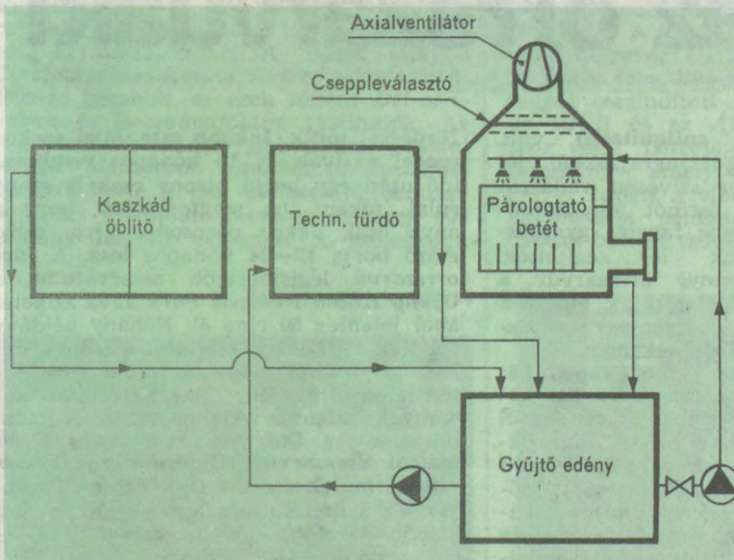 Axialventilátor
Cseppleválasztó
Kaszkád
öblítő
Techn. fürdő
Párologtató
betét
Gyűjtő edény